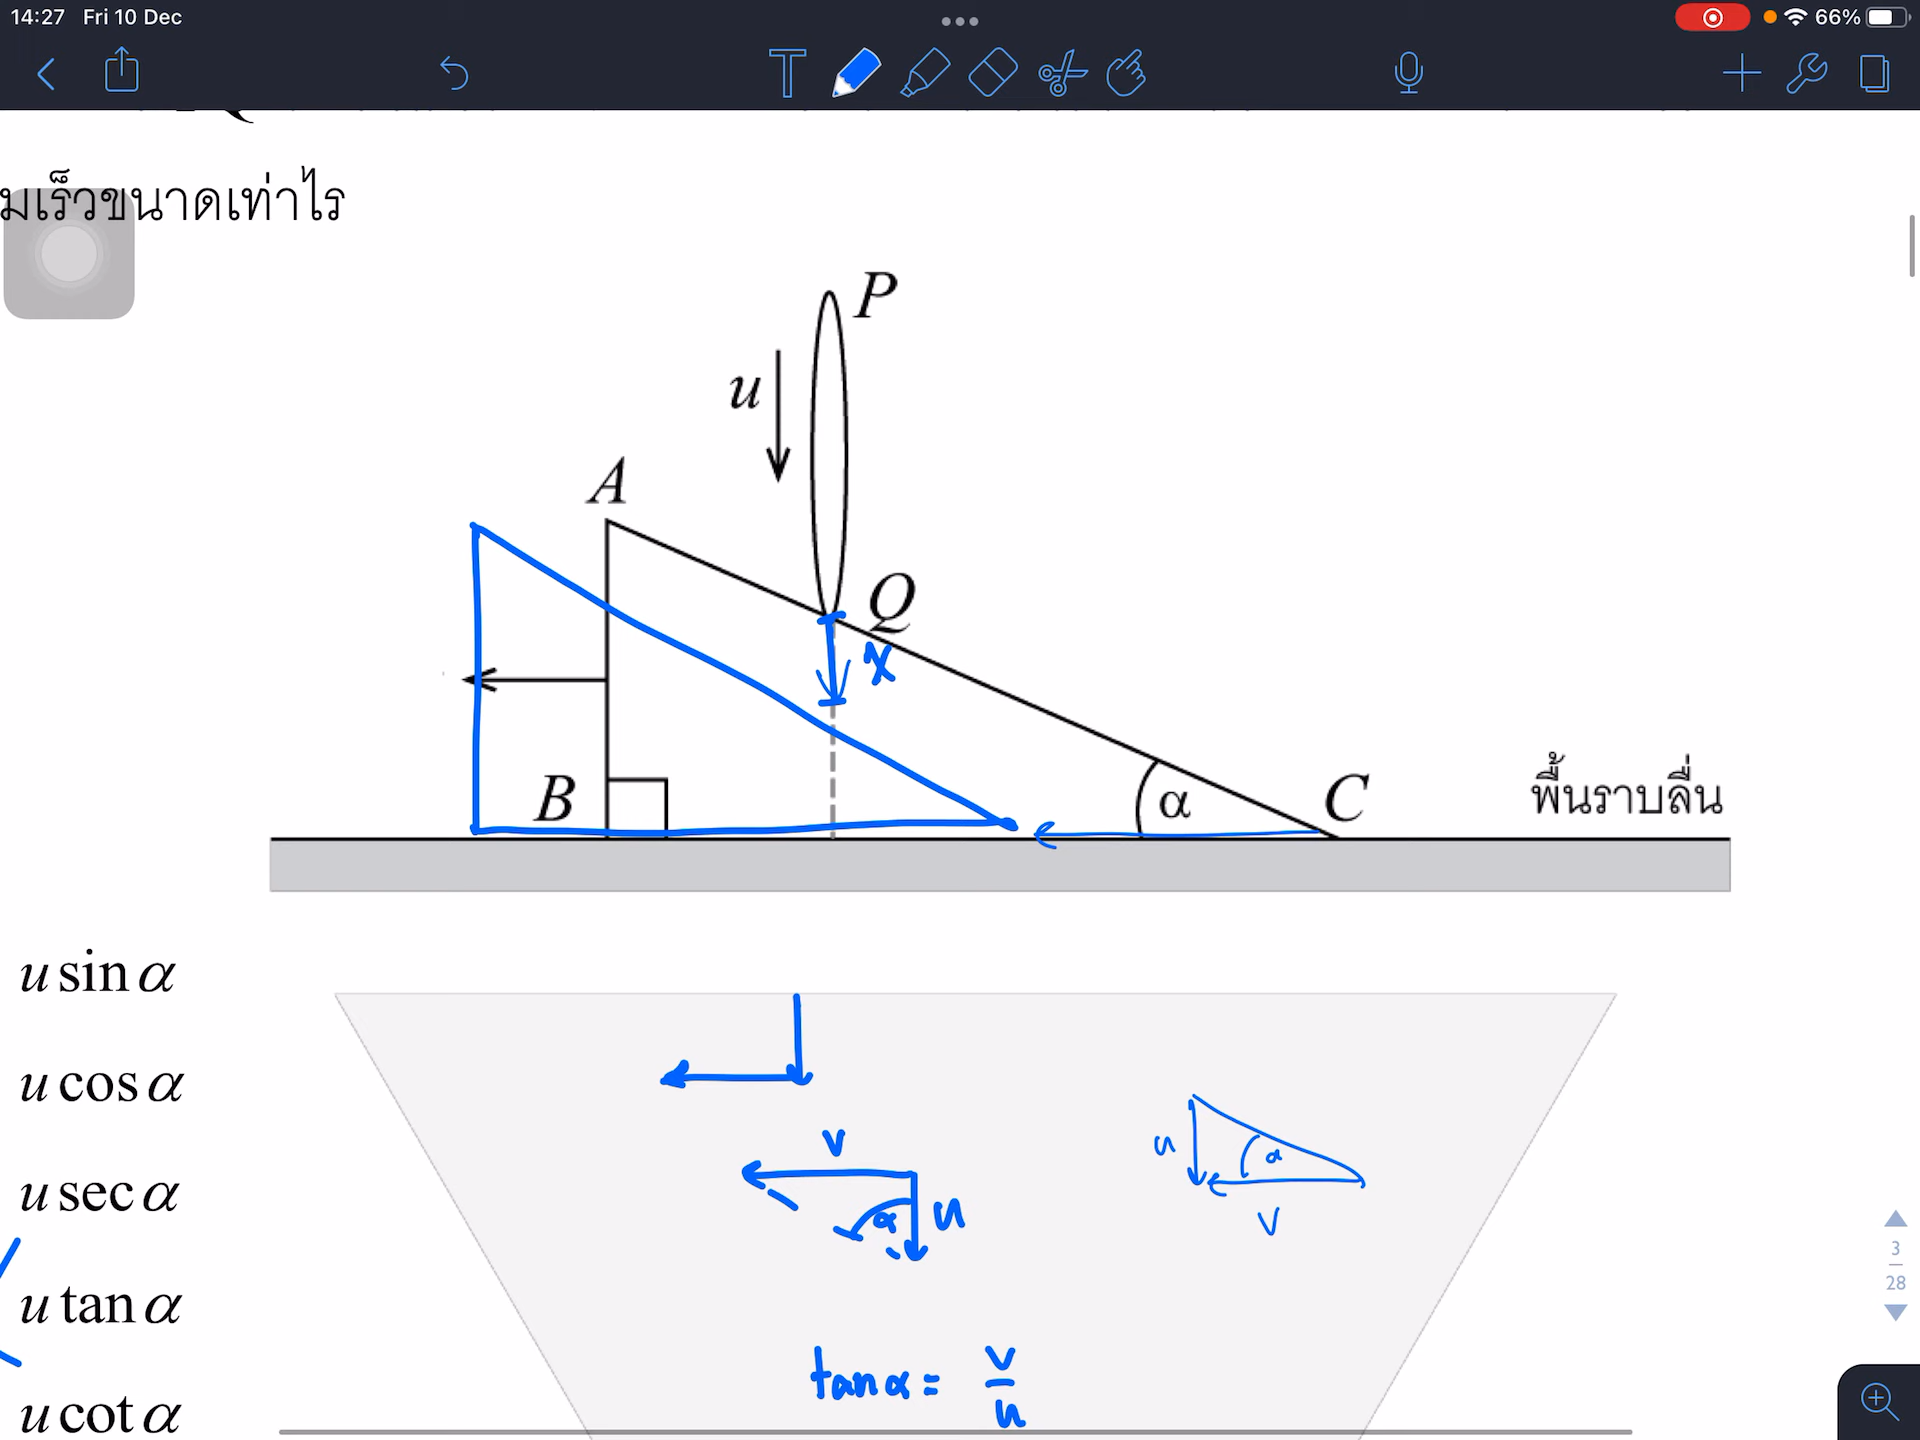 14:27 Fri 10 Dec
66%
มเร็วขนาดเท่าไร
P
u
A
Q
x
B
α
C
พื้นราบลื่น
u sin α
u cos α
v
u
α
α
u
u sec α
v
3
28
u tan α
tan α = v/u
u cot α